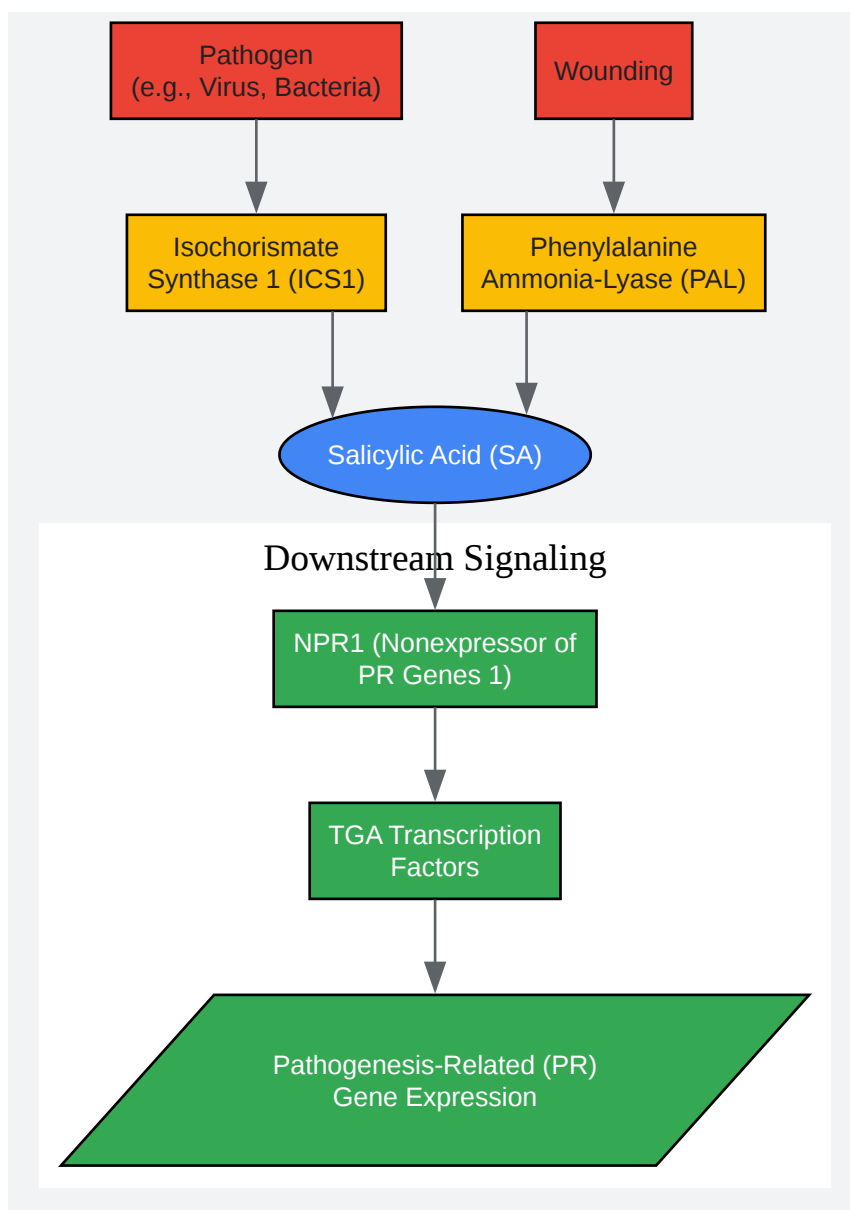 Pathogen
(e.g., Virus, Bacteria)
Wounding
Isochorismate
Synthase 1 (ICS1)
Phenylalanine
Ammonia-Lyase (PAL)
Salicylic Acid (SA)
Downstream Signaling
NPR1 (Nonexpressor of
PR Genes 1)
TGA Transcription
Factors
Pathogenesis-Related (PR)
Gene Expression